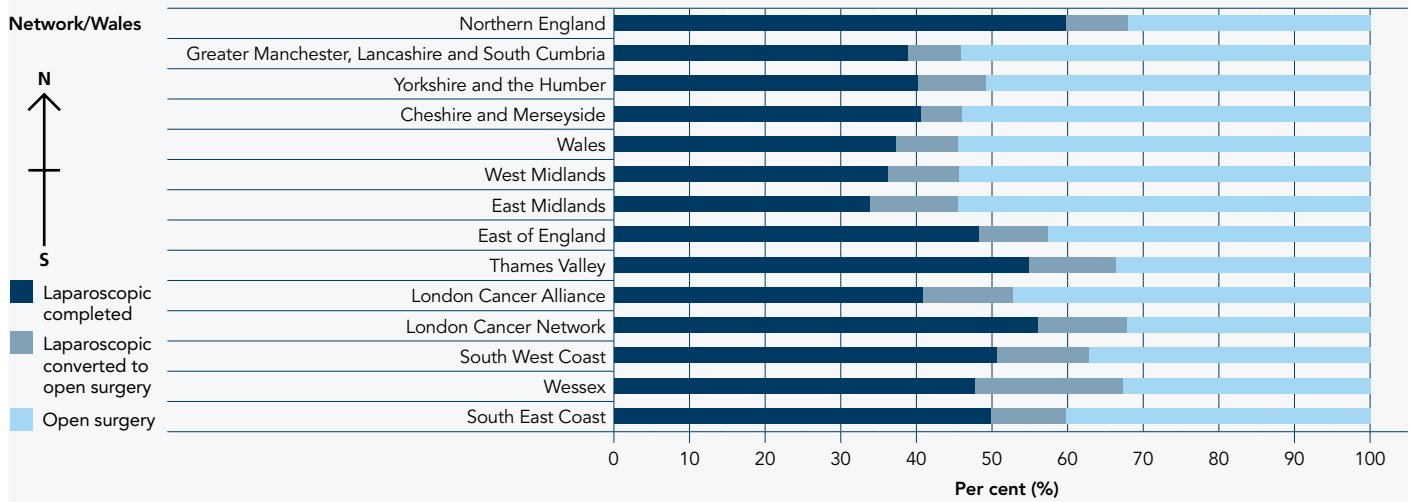 Network/Wales
N
S
Laparoscopic
completed
Laparoscopic
converted to
open surgery
Open surgery
Northern England
Greater Manchester, Lancashire and South Cumbria
Yorkshire and the Humber
Cheshire and Merseyside
Wales
West Midlands
East Midlands
East of England
Thames Valley
London Cancer Alliance
London Cancer Network
South West Coast
Wessex
South East Coast
0 10 20 30 40 50 60 70 80 90 100
Per cent (%)